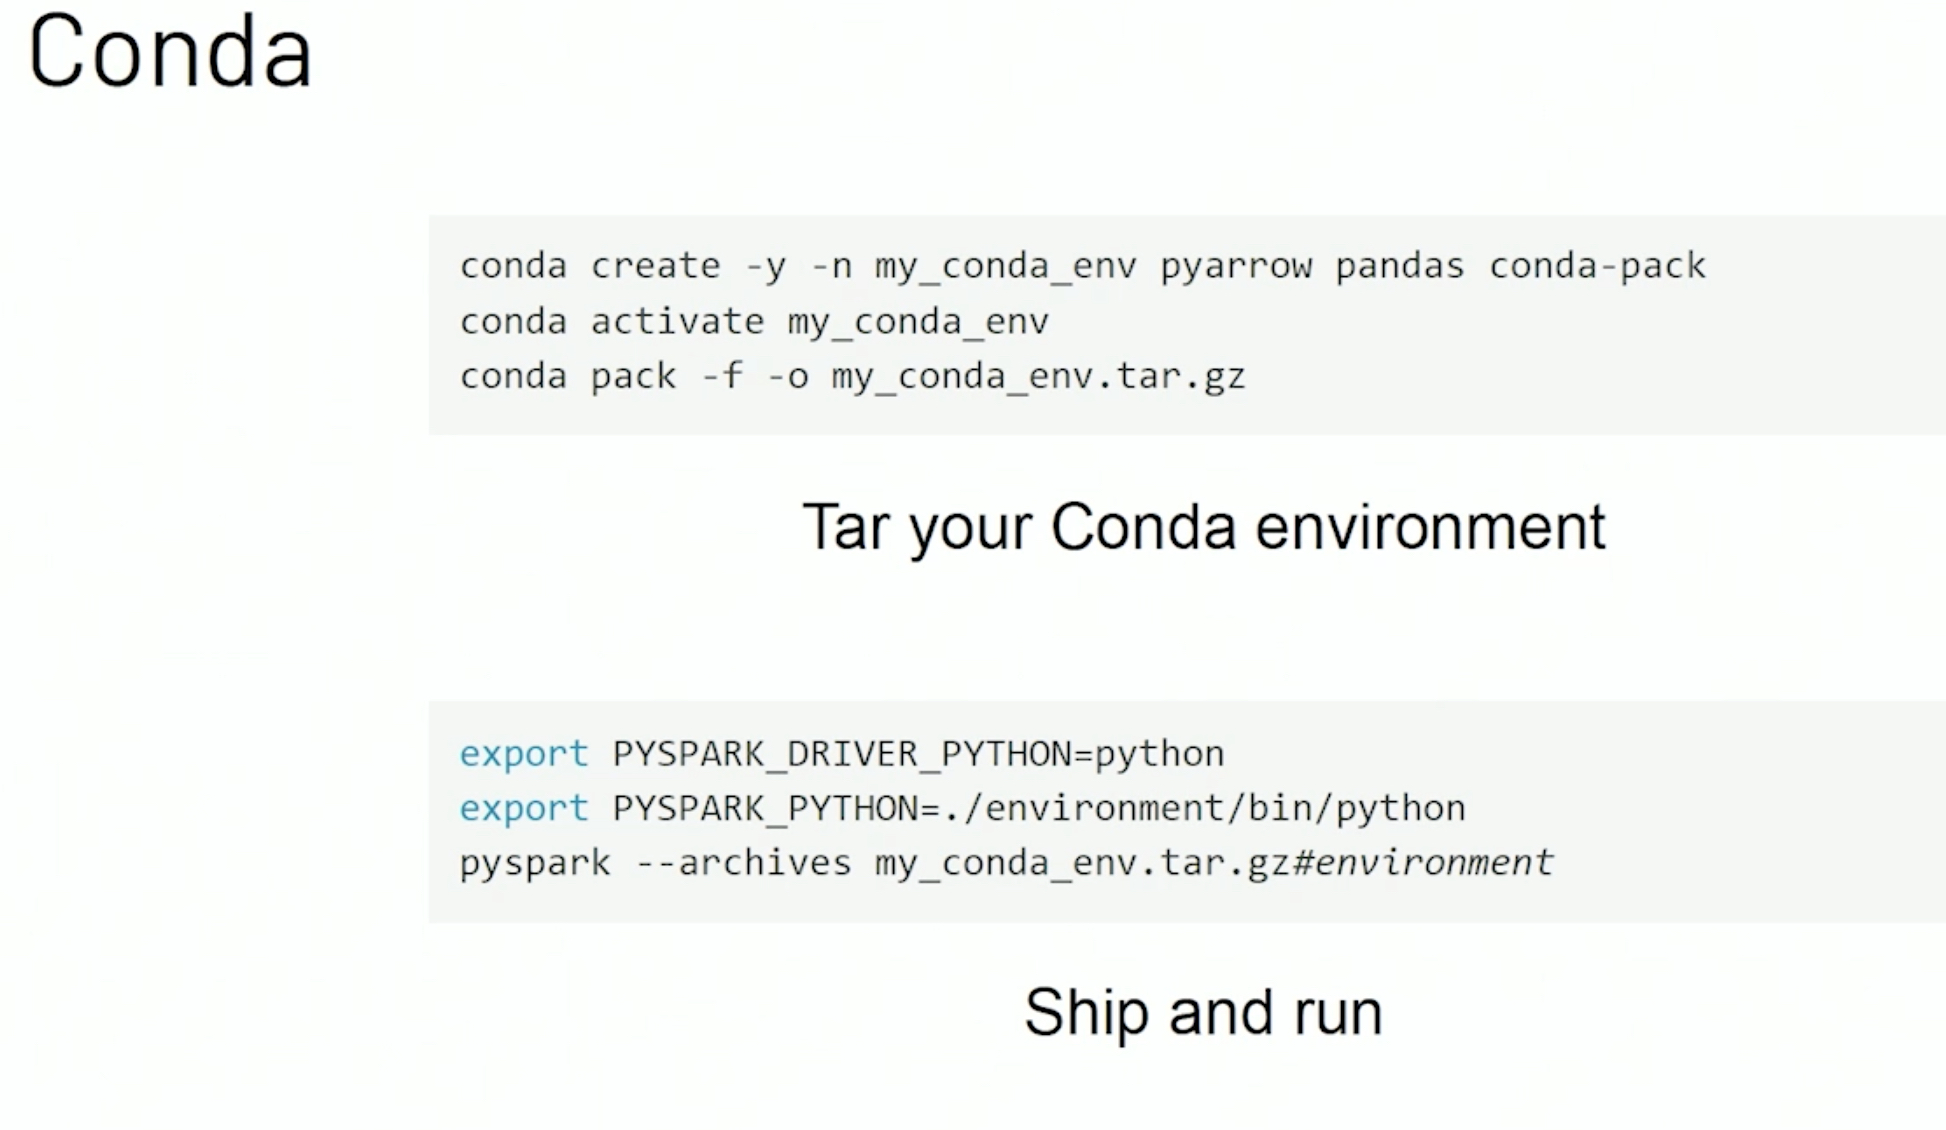 Conda
conda create -y -n my_conda_env pyarrow pandas conda-pack
conda activate my_conda_env
conda pack -f -o my_conda_env.tar.gz
Tar your Conda environment
export PYSPARK_DRIVER_PYTHON=python
export PYSPARK_PYTHON=./environment/bin/python
pyspark --archives my_conda_env.tar.gz#environment
Ship and run